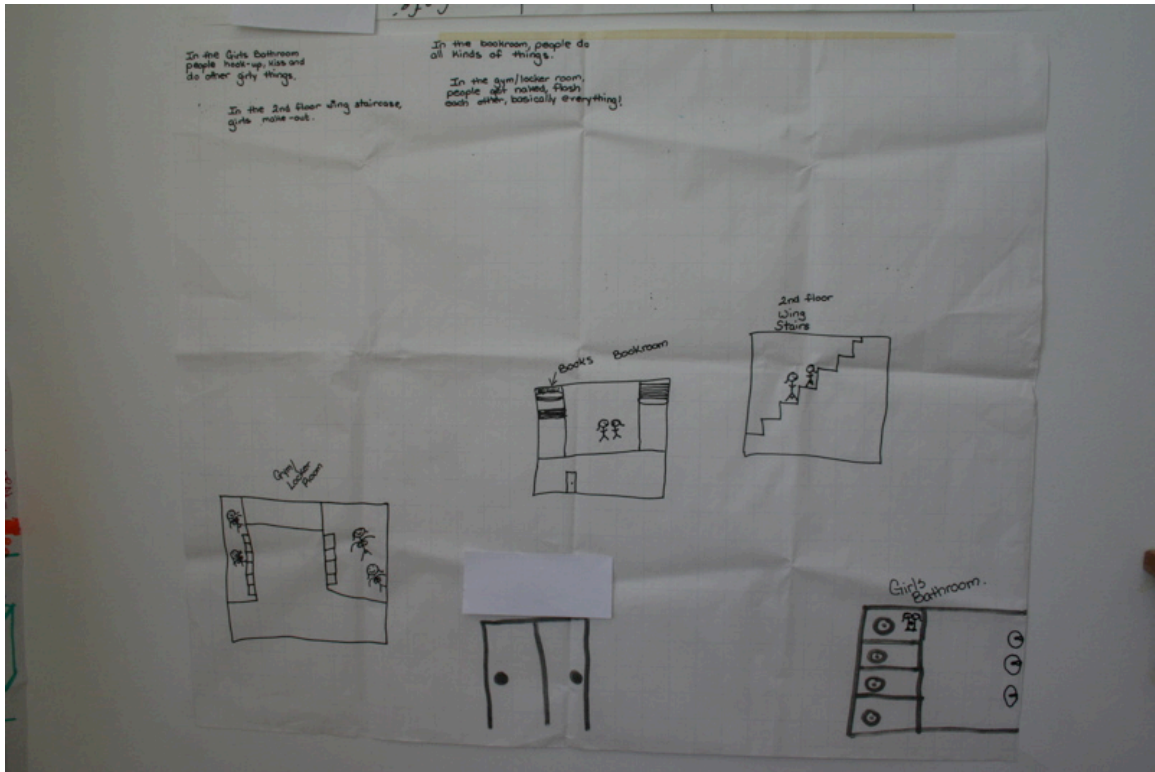 In the Girls Bathroom
people hook-up, kiss and
do other girly things.
In the 2nd floor wing staircase,
girls make-out.
In the bookroom, people do
all kinds of things.
In the gym/locker room,
people get naked, flash
each other, basically everything!
2nd floor
Wing
Stairs
Books Bookroom
Gym/
Locker
Room
Girls
Bathroom.